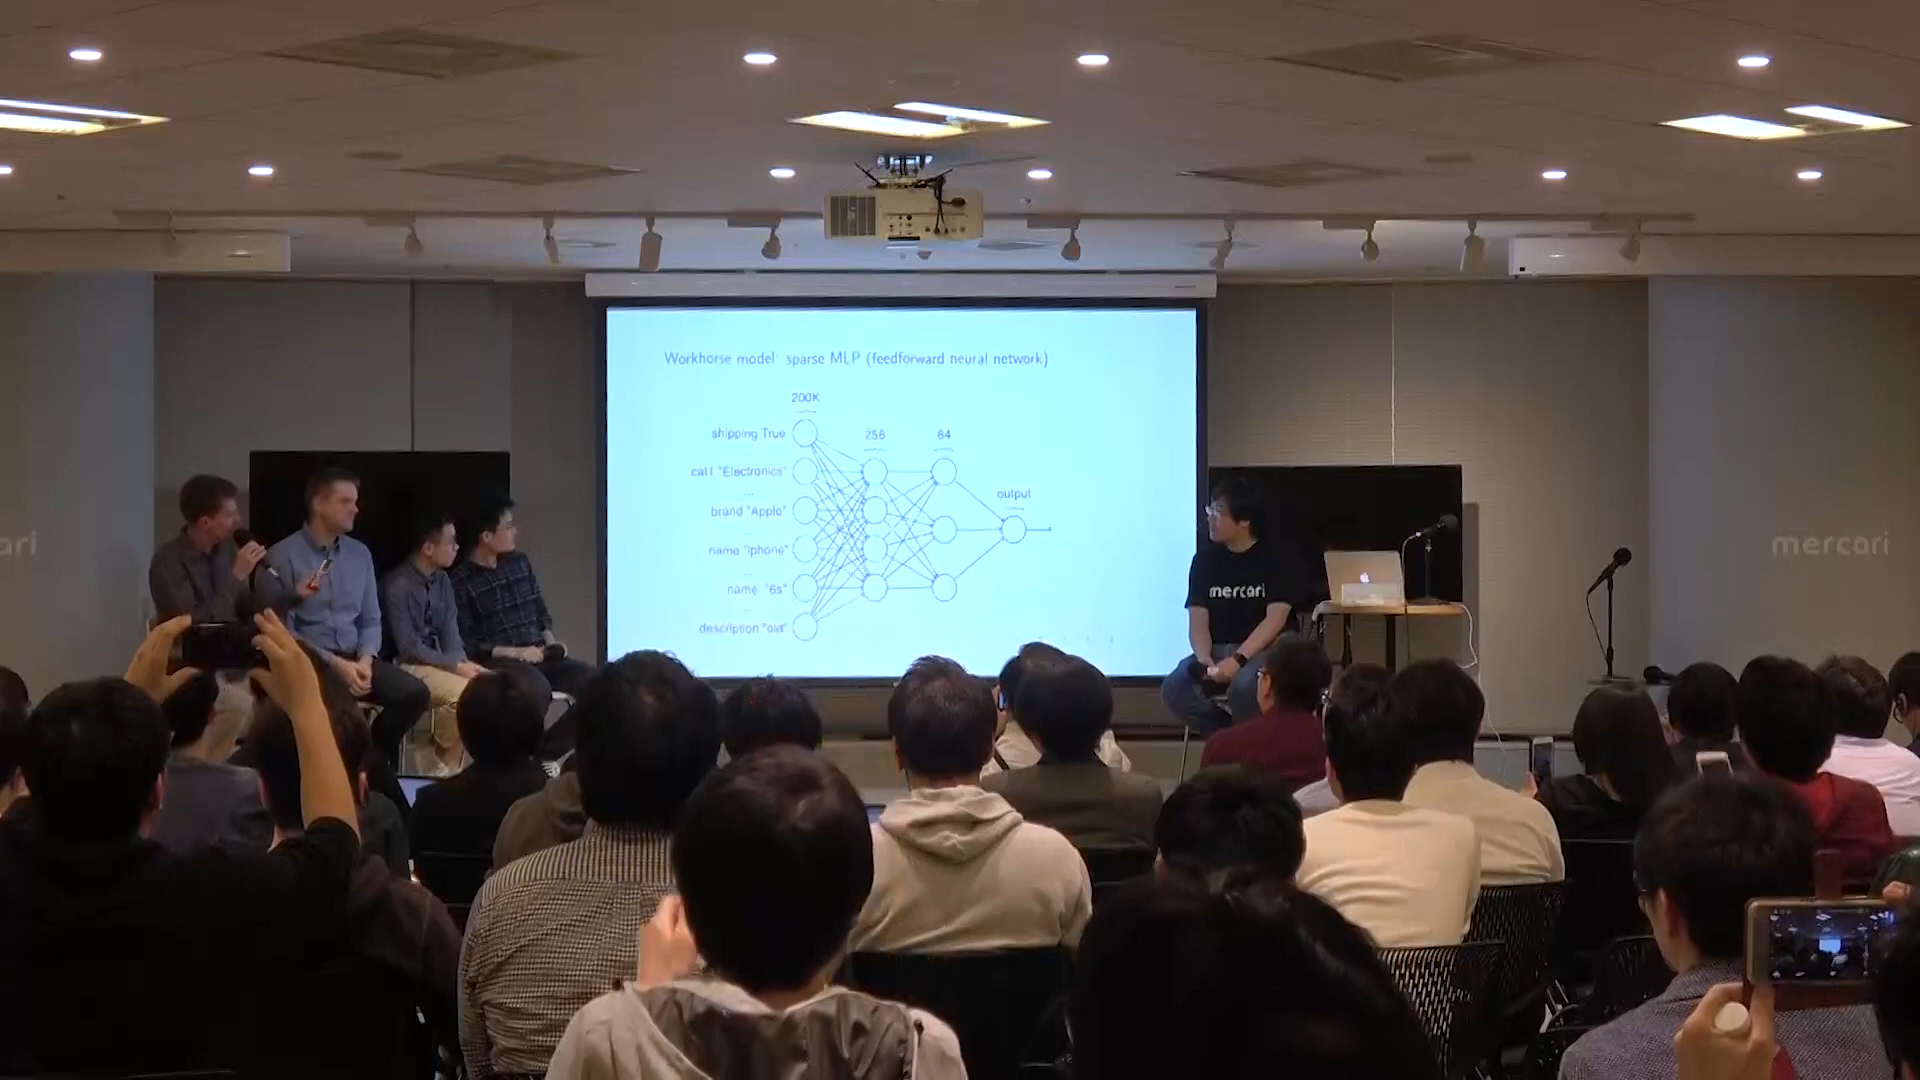 Workhorse model: sparse MLP (feedforward neural network)
200K
shipping True
256
64
cat1 "Electronics"
...
output
brand "Apple"
name "iphone"
...
name "6s"
...
description "old"
mercari
mercari
ari